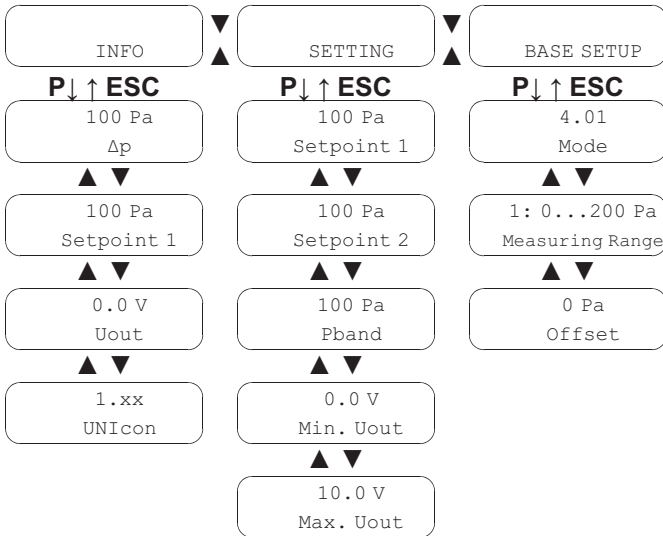 INFO ▼ ▲ SETTING ▼ ▲ BASE SETUP
P↓ ↑ ESC P↓ ↑ ESC P↓ ↑ ESC
100 Pa 100 Pa 4.01
Δp Setpoint 1 Mode
▲ ▼ ▲ ▼ ▲ ▼
100 Pa 100 Pa 1: 0...200 Pa
Setpoint 1 Setpoint 2 Measuring Range
▲ ▼ ▲ ▼ ▲ ▼
0.0 V 100 Pa 0 Pa
Uout Pband Offset
▲ ▼ ▲ ▼
1.xx 0.0 V
UNIcon Min. Uout
▲ ▼
10.0 V
Max. Uout